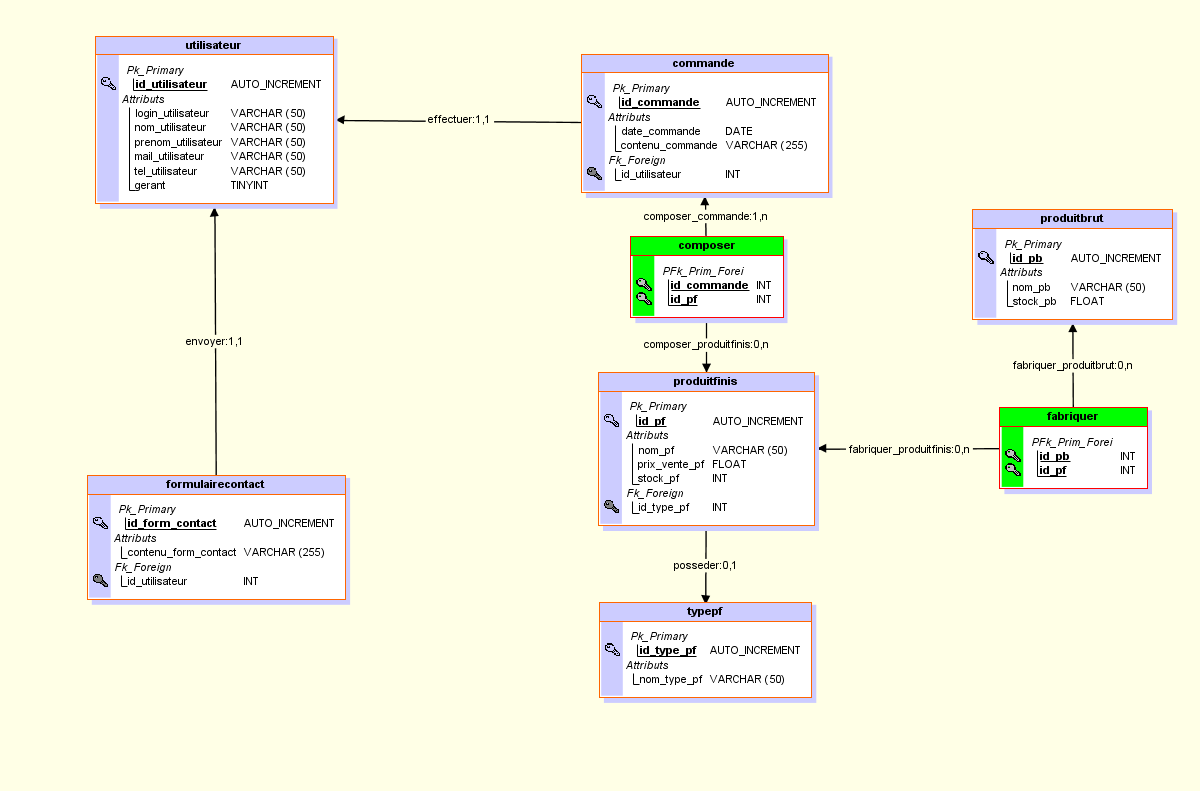 utilisateur
Pk_Primary
id_utilisateur AUTO_INCREMENT
Attributs
login_utilisateur VARCHAR (50)
nom_utilisateur VARCHAR (50)
prenom_utilisateur VARCHAR (50)
mail_utilisateur VARCHAR (50)
tel_utilisateur VARCHAR (50)
gerant TINYINT
effectuer:1,1
commande
Pk_Primary
id_commande AUTO_INCREMENT
Attributs
date_commande DATE
contenu_commande VARCHAR (255)
Fk_Foreign
id_utilisateur INT
composer_commande:1,n
composer
PFk_Prim_Forei
id_commande INT
id_pf INT
composer_produitfinis:0,n
produitbrut
Pk_Primary
id_pb AUTO_INCREMENT
Attributs
nom_pb VARCHAR (50)
stock_pb FLOAT
fabriquer_produitbrut:0,n
envoyer:1,1
produitfinis
Pk_Primary
id_pf AUTO_INCREMENT
Attributs
nom_pf VARCHAR (50)
prix_vente_pf FLOAT
stock_pf INT
Fk_Foreign
id_type_pf INT
fabriquer_produitfinis:0,n
fabriquer
PFk_Prim_Forei
id_pb INT
id_pf INT
formulairecontact
Pk_Primary
id_form_contact AUTO_INCREMENT
Attributs
contenu_form_contact VARCHAR (255)
Fk_Foreign
id_utilisateur INT
posseder:0,1
typepf
Pk_Primary
id_type_pf AUTO_INCREMENT
Attributs
nom_type_pf VARCHAR (50)